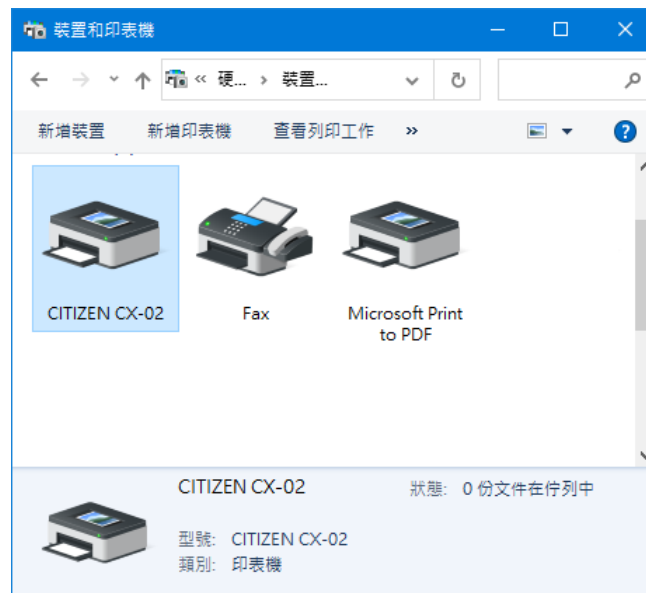 裝置和印表機
« 硬... › 裝置...
新增裝置 新增印表機 查看列印工作 »
CITIZEN CX-02
Fax
Microsoft Print
to PDF
CITIZEN CX-02 狀態: 0 份文件在佇列中
型號: CITIZEN CX-02
類別: 印表機